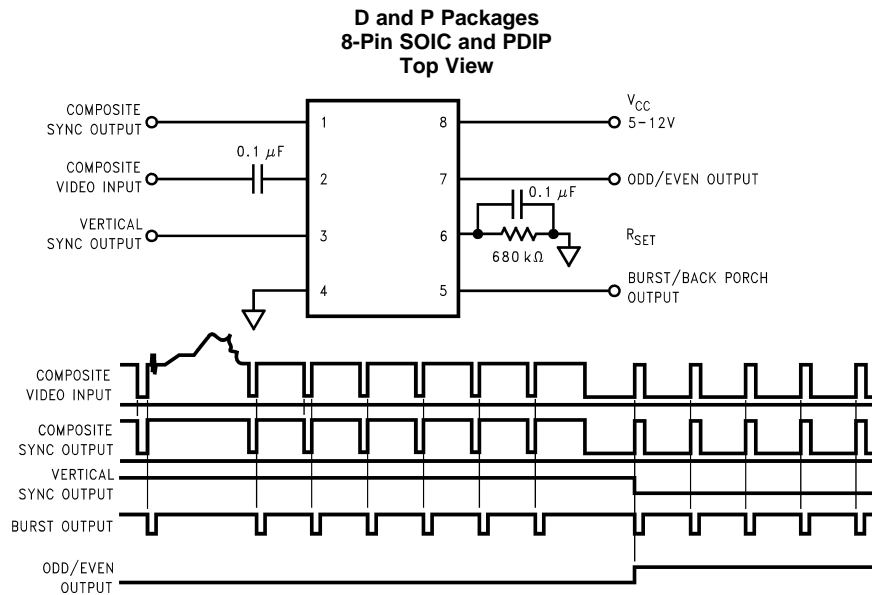 D and P Packages
8-Pin SOIC and PDIP
Top View
COMPOSITE
SYNC OUTPUT
1
8
VCC
5-12V
0.1 μF
COMPOSITE
VIDEO INPUT
2
7
ODD/EVEN OUTPUT
0.1 μF
VERTICAL
SYNC OUTPUT
3
6
RSET
680 kΩ
4
5
BURST/BACK PORCH
OUTPUT
COMPOSITE
VIDEO INPUT
COMPOSITE
SYNC OUTPUT
VERTICAL
SYNC OUTPUT
BURST OUTPUT
ODD/EVEN
OUTPUT